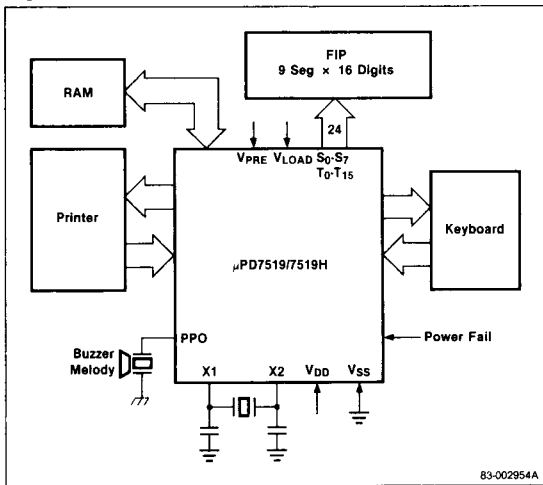 FIP
9 Seg × 16 Digits
RAM
24
VPRE VLOAD S0-S7
T0-T15
Printer
Keyboard
μPD7519/7519H
PPO
Power Fail
Buzzer
Melody
X1 X2 VDD VSS
83-002954A